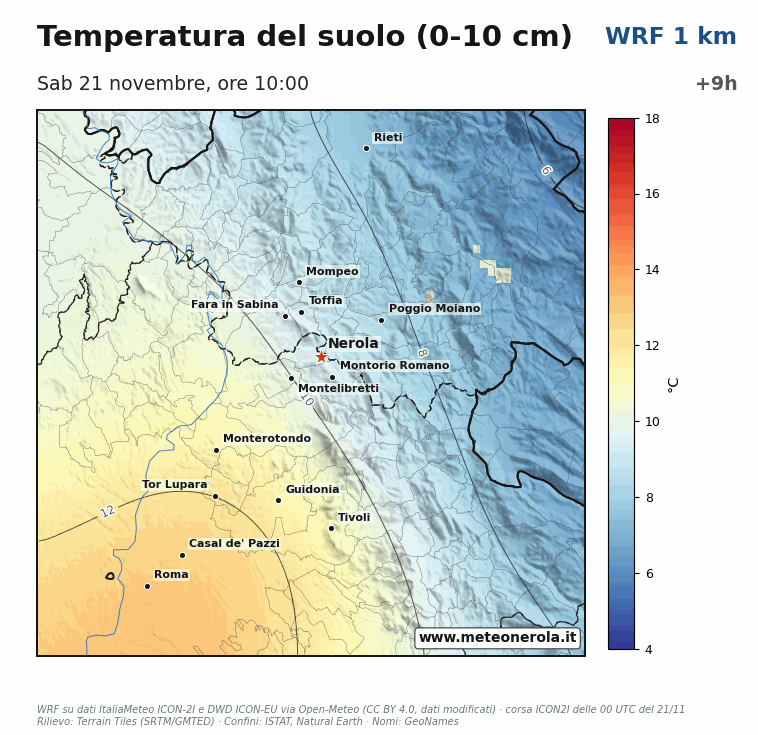 Temperatura del suolo (0-10 cm)
WRF 1 km
Sab 21 novembre, ore 10:00
+9h
Rieti
6
Mompeo
Fara in Sabina
Toffia
Poggio Moiano
Nerola
8
Montorio Romano
Montelibretti
10
Monterotondo
Tor Lupara
Guidonia
12
Tivoli
Casal de' Pazzi
Roma
www.meteonerola.it
18
16
14
12
10
8
6
4
°C
WRF su dati ItaliaMeteo ICON-2I e DWD ICON-EU via Open-Meteo (CC BY 4.0, dati modificati) · corsa ICON2I delle 00 UTC del 21/11
Rilievo: Terrain Tiles (SRTM/GMTED) · Confini: ISTAT, Natural Earth · Nomi: GeoNames